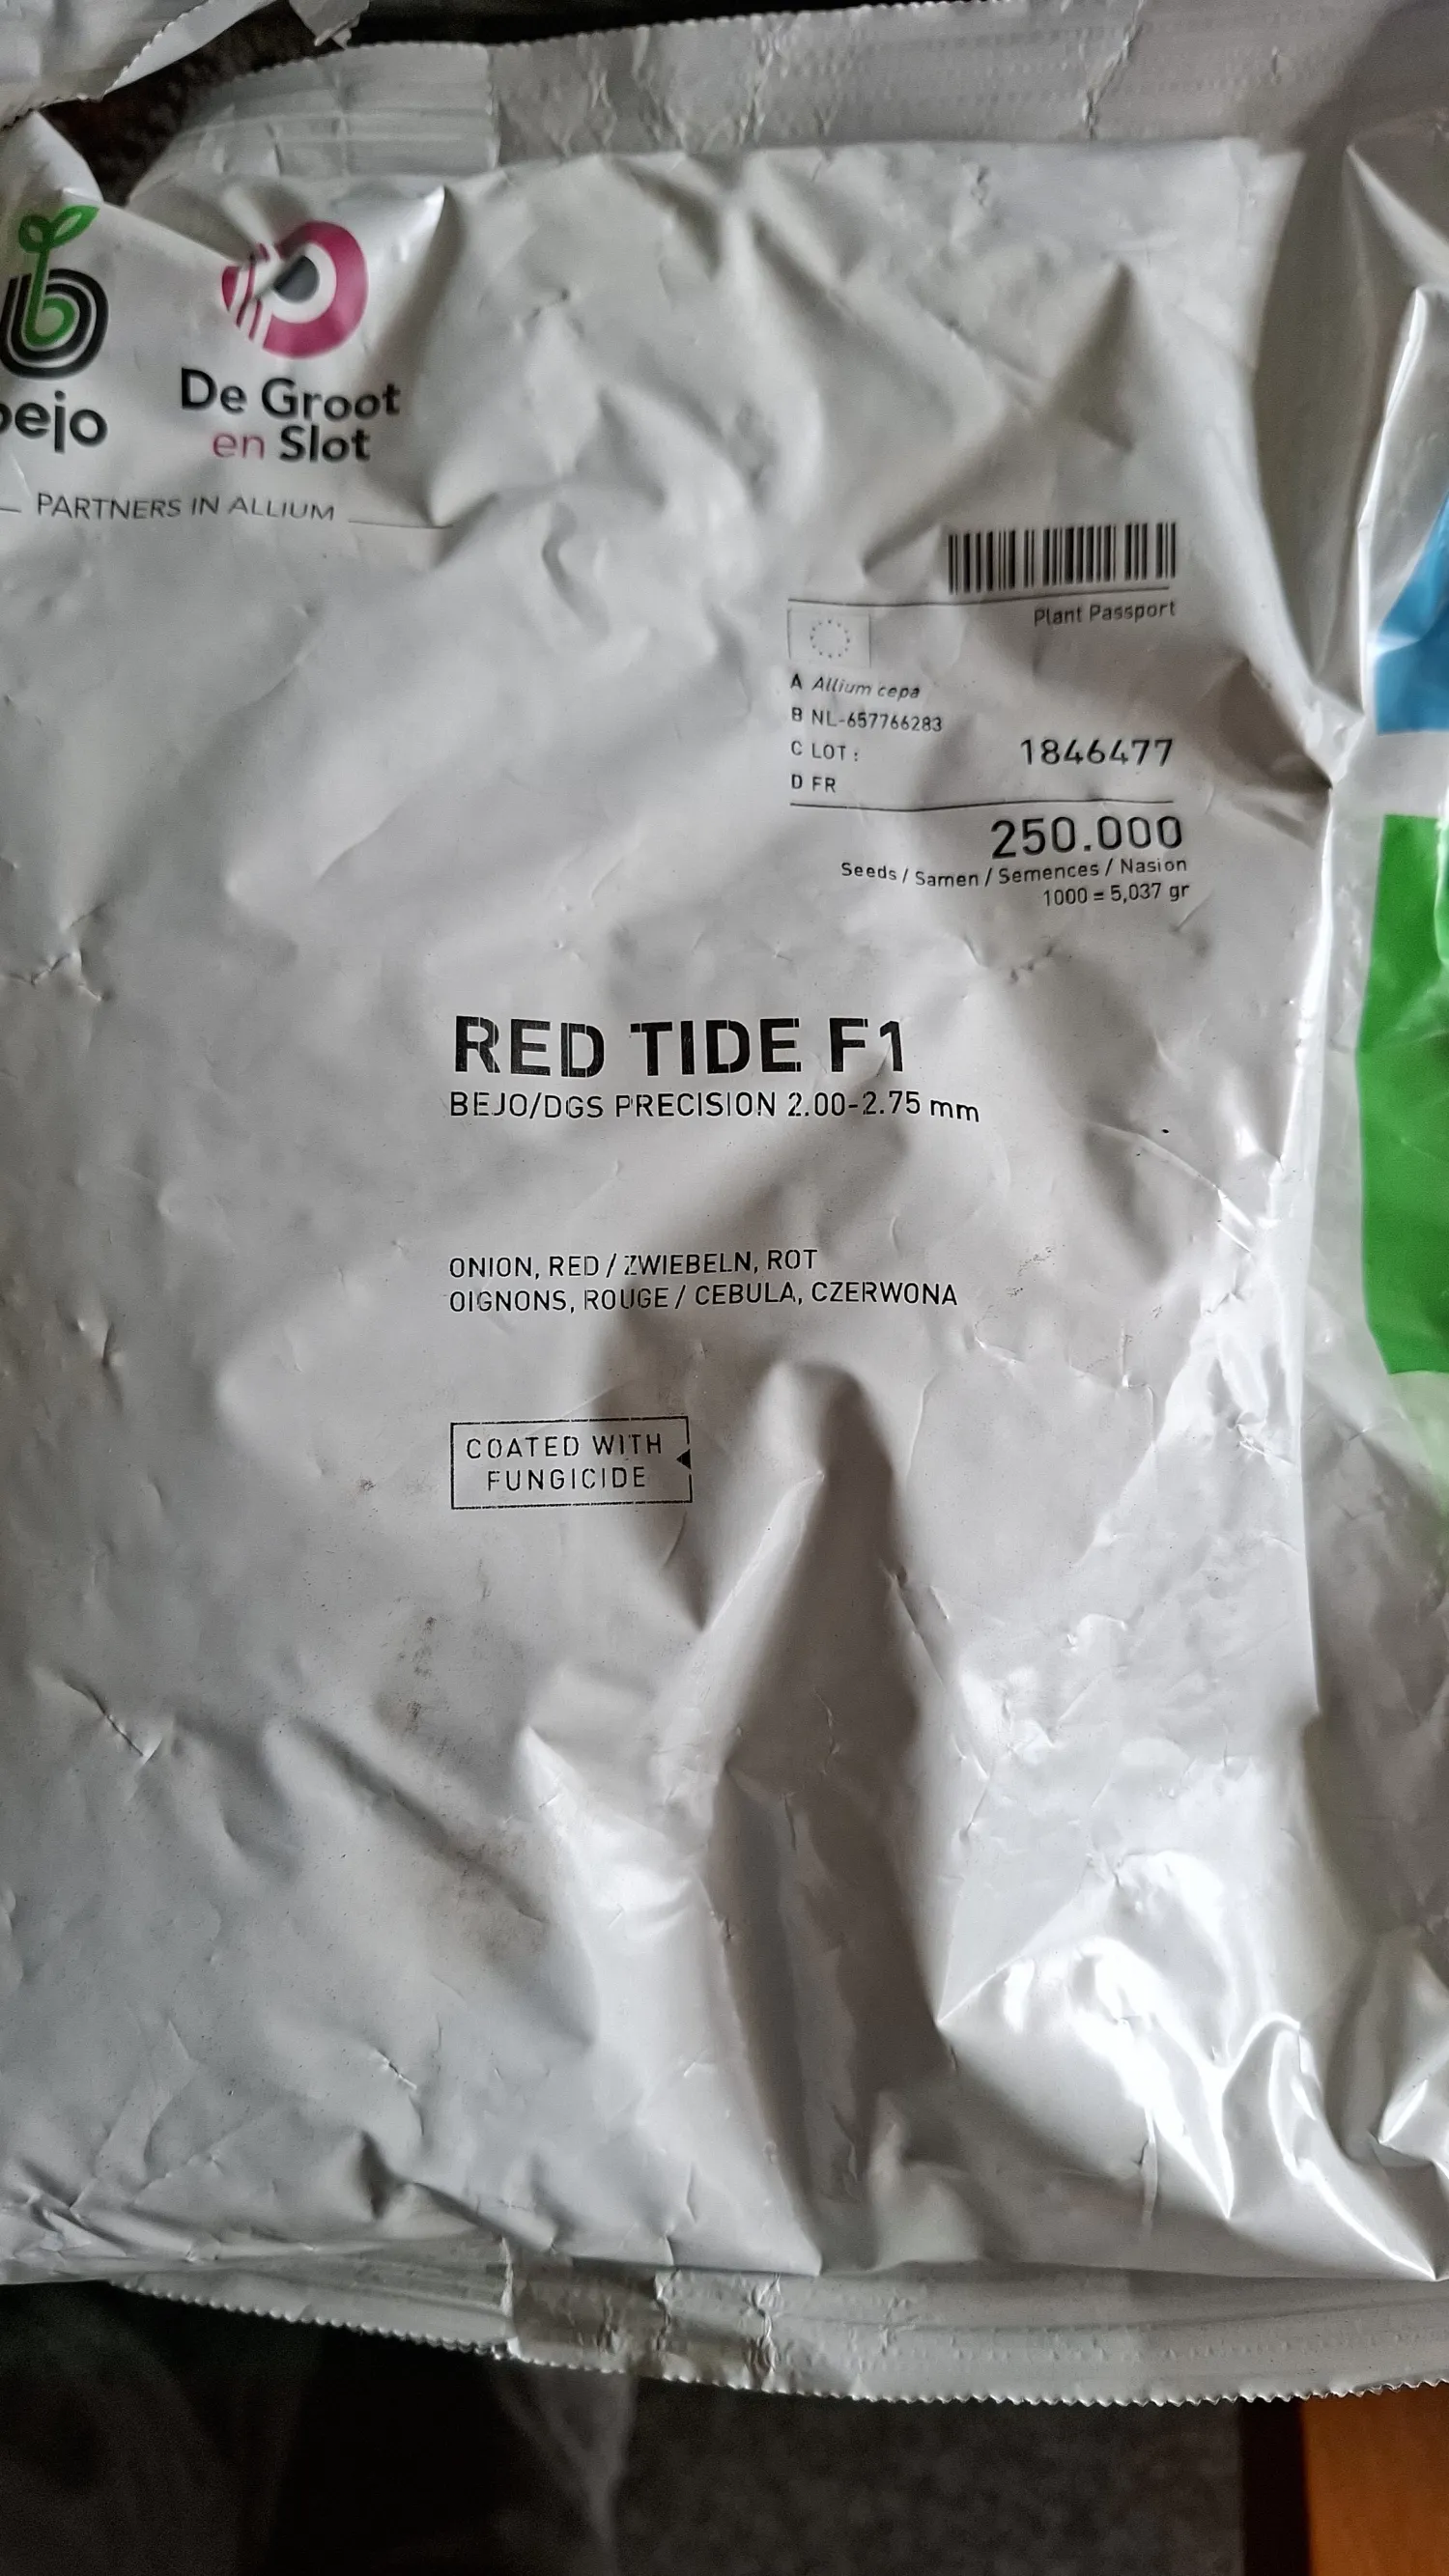 bejo
De Groot
en Slot
PARTNERS IN ALLIUM
Plant Passport
A Allium cepa
B NL-657766283
C LOT: 1846477
D FR
250.000
Seeds / Samen / Semences / Nasion
1000 = 5,037 gr
RED TIDE F1
BEJO/DGS PRECISION 2.00-2.75 mm
ONION, RED / ZWIEBELN, ROT
OIGNONS, ROUGE / CEBULA, CZERWONA
COATED WITH
FUNGICIDE